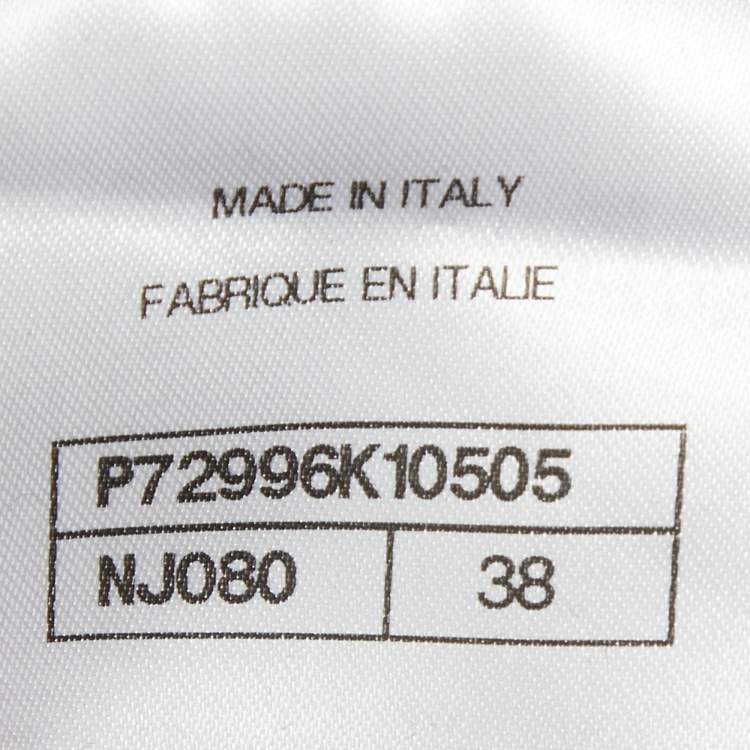 MADE IN ITALY
FABRIQUE EN ITALIE
P72996K10505
NJ080 38